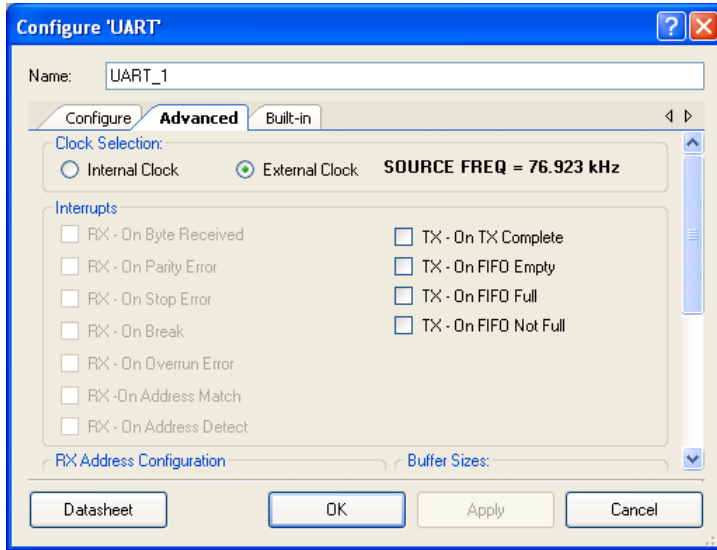 Configure 'UART'
Name: UART_1
Configure Advanced Built-in
Clock Selection:
Internal Clock External Clock SOURCE FREQ = 76.923 kHz
Interrupts
RX - On Byte Received
RX - On Parity Error
RX - On Stop Error
RX - On Break
RX - On Overrun Error
RX -On Address Match
RX - On Address Detect
TX - On TX Complete
TX - On FIFO Empty
TX - On FIFO Full
TX - On FIFO Not Full
RX Address Configuration Buffer Sizes:
Datasheet OK Apply Cancel